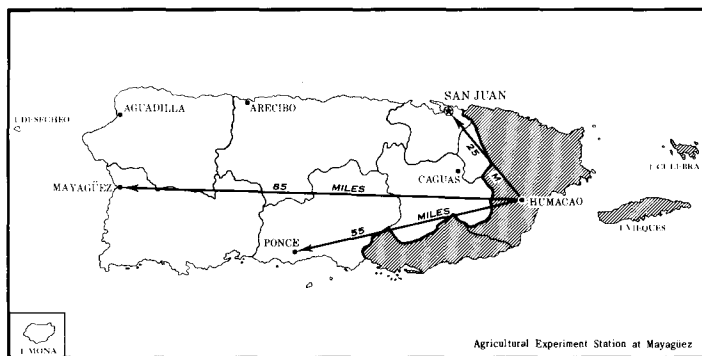 SAN JUAN
AGUADILLA
ARECIBO
I. DESECHEO
25 M
I. CULEBRA
MAYAGÜEZ
85 MILES
CAGUAS
HUMACAO
55 MILES
PONCE
I. VIEQUES
I. MONA
Agricultural Experiment Station at Mayagüez